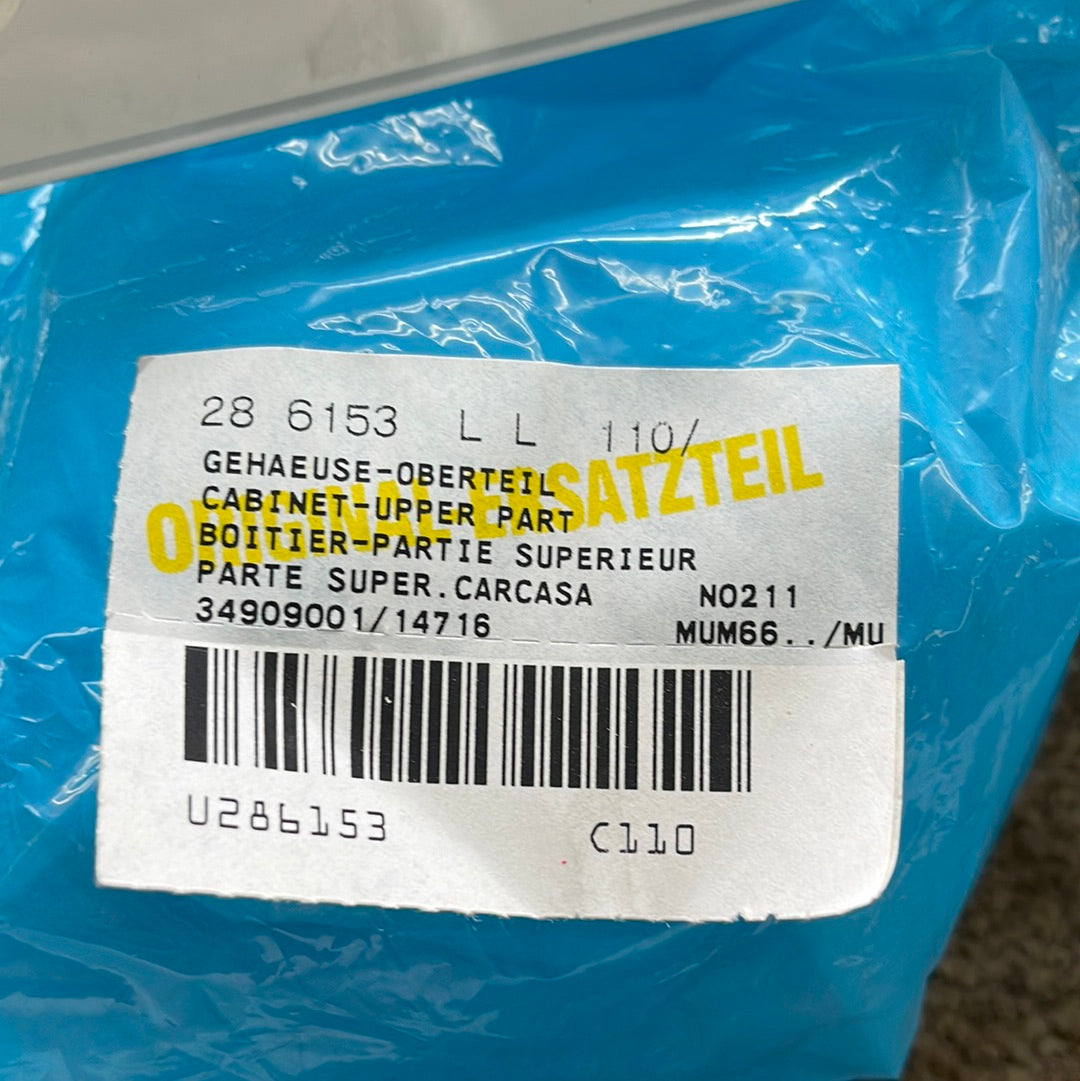 28 6153 L L 110/
ORIGINAL ERSATZTEIL
GEHAEUSE-OBERTEIL
CABINET-UPPER PART
BOITIER-PARTIE SUPERIEUR
PARTE SUPER.CARCASA NO211
34909001/14716 MUM66../MU
U286153 C110